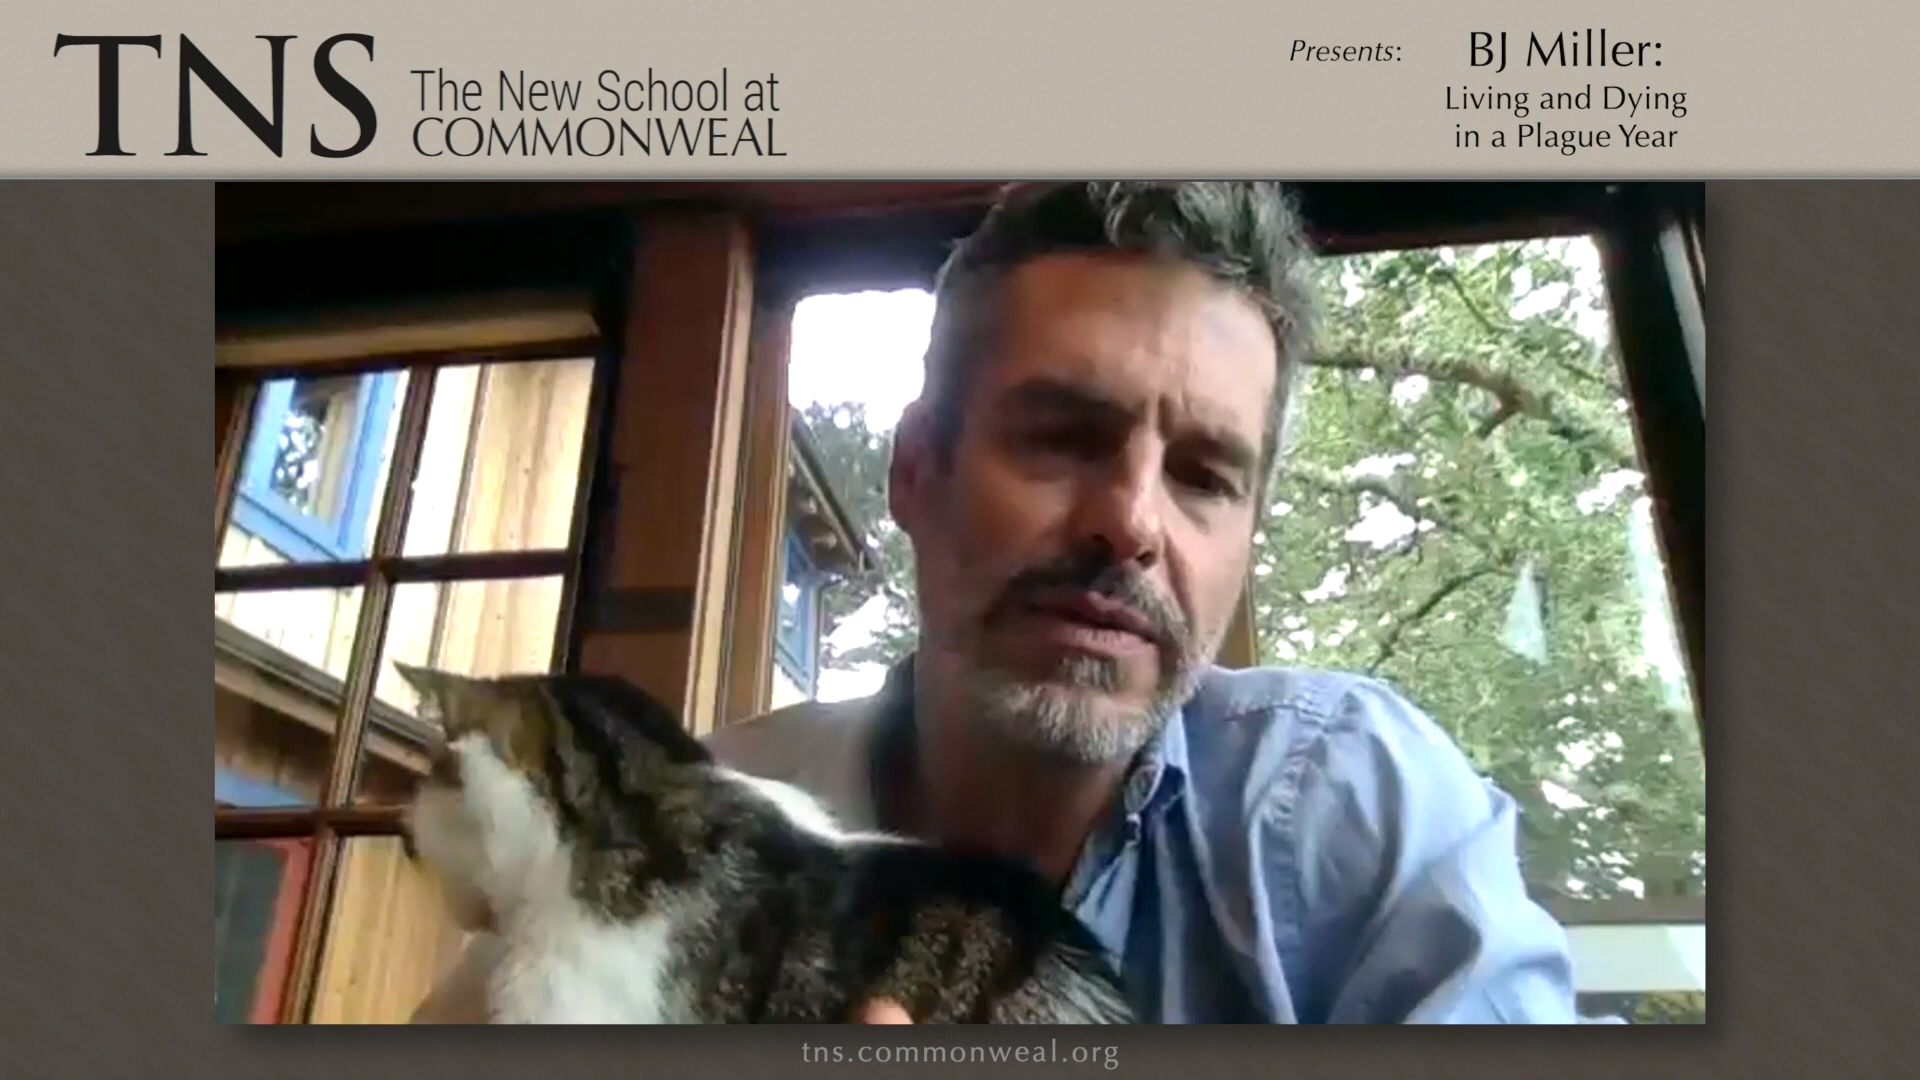 TNS
The New School at
COMMONWEAL
Presents:
BJ Miller:
Living and Dying
in a Plague Year
tns.commonweal.org